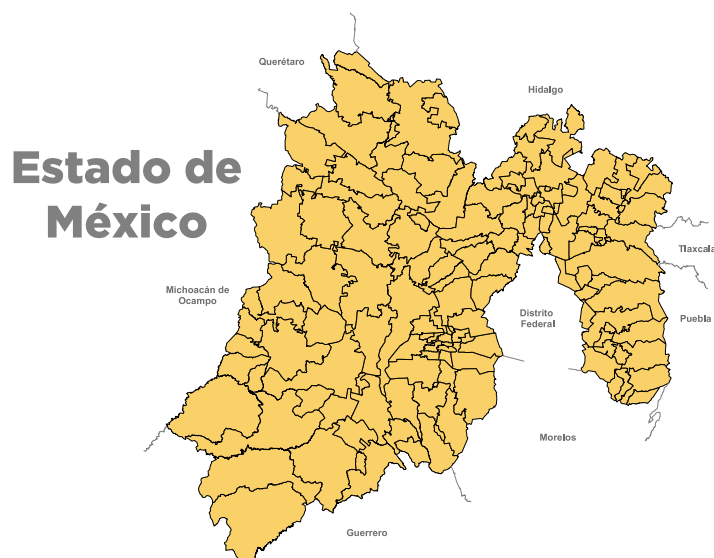 Querétaro
Hidalgo
Estado de
México
Tlaxcala
Michoacán de
Ocampo
Distrito
Federal
Puebla
Morelos
Guerrero